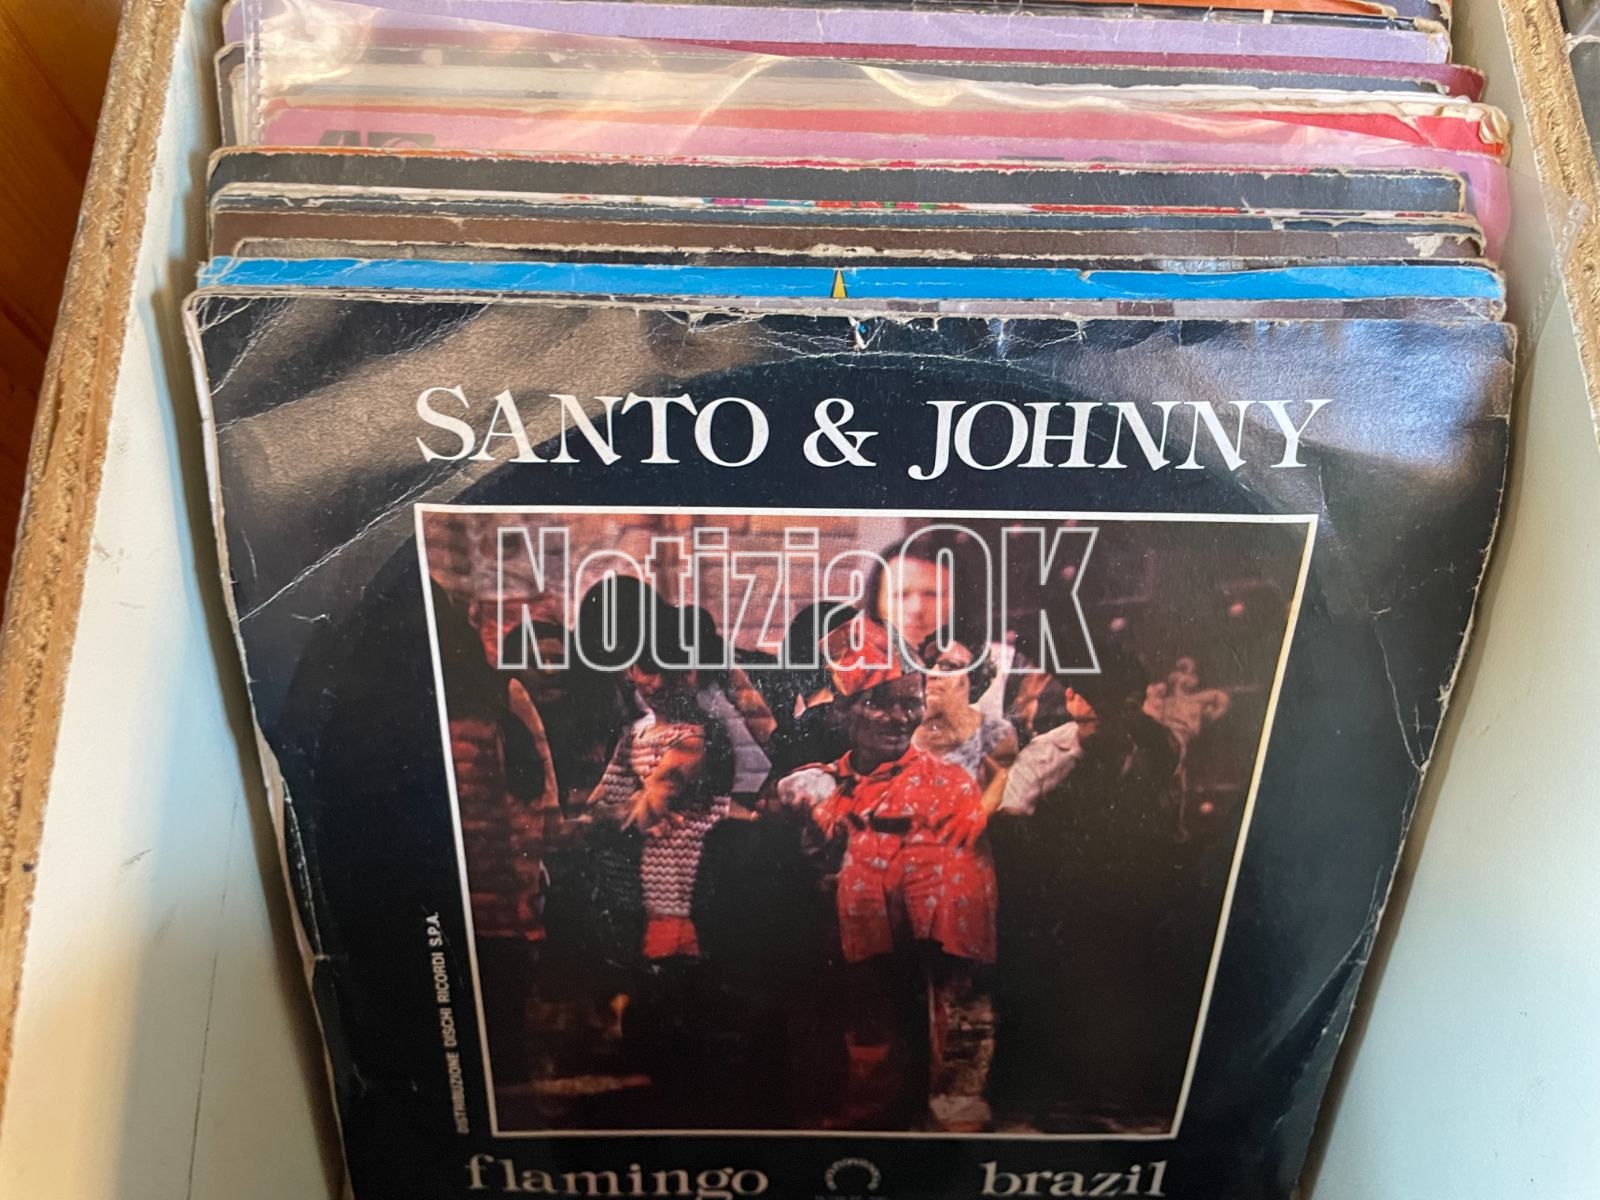 SANTO & JOHNNY
NotiziaOK
DISTRIBUZIONE DISCHI RICORDI S.P.A.
flamingo
brazil